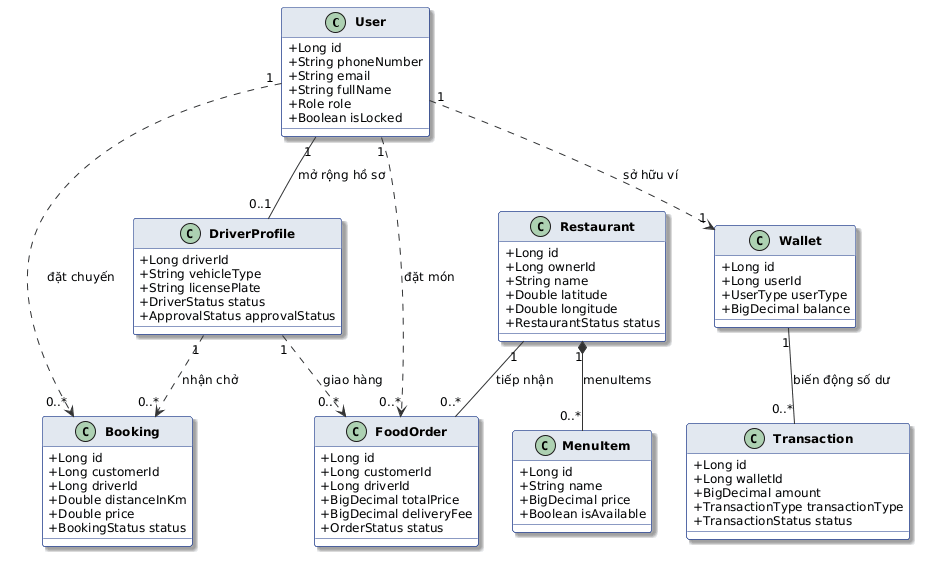 C User
+Long id
+String phoneNumber
+String email
+String fullName
+Role role
+Boolean isLocked
1
1
1
1
mở rộng hồ sơ
sở hữu ví
0..1
1
C DriverProfile
+Long driverId
+String vehicleType
+String licensePlate
+DriverStatus status
+ApprovalStatus approvalStatus
C Restaurant
+Long id
+Long ownerId
+String name
+Double latitude
+Double longitude
+RestaurantStatus status
C Wallet
+Long id
+Long userId
+UserType userType
+BigDecimal balance
đặt chuyến
đặt món
1
1
1
1
1
nhận chở
giao hàng
tiếp nhận
menuItems
biến động số dư
0..*
0..*
0..*
0..*
0..*
0..*
0..*
C Booking
+Long id
+Long customerId
+Long driverId
+Double distanceInKm
+Double price
+BookingStatus status
C FoodOrder
+Long id
+Long customerId
+Long driverId
+BigDecimal totalPrice
+BigDecimal deliveryFee
+OrderStatus status
C MenuItem
+Long id
+String name
+BigDecimal price
+Boolean isAvailable
C Transaction
+Long id
+Long walletId
+BigDecimal amount
+TransactionType transactionType
+TransactionStatus status